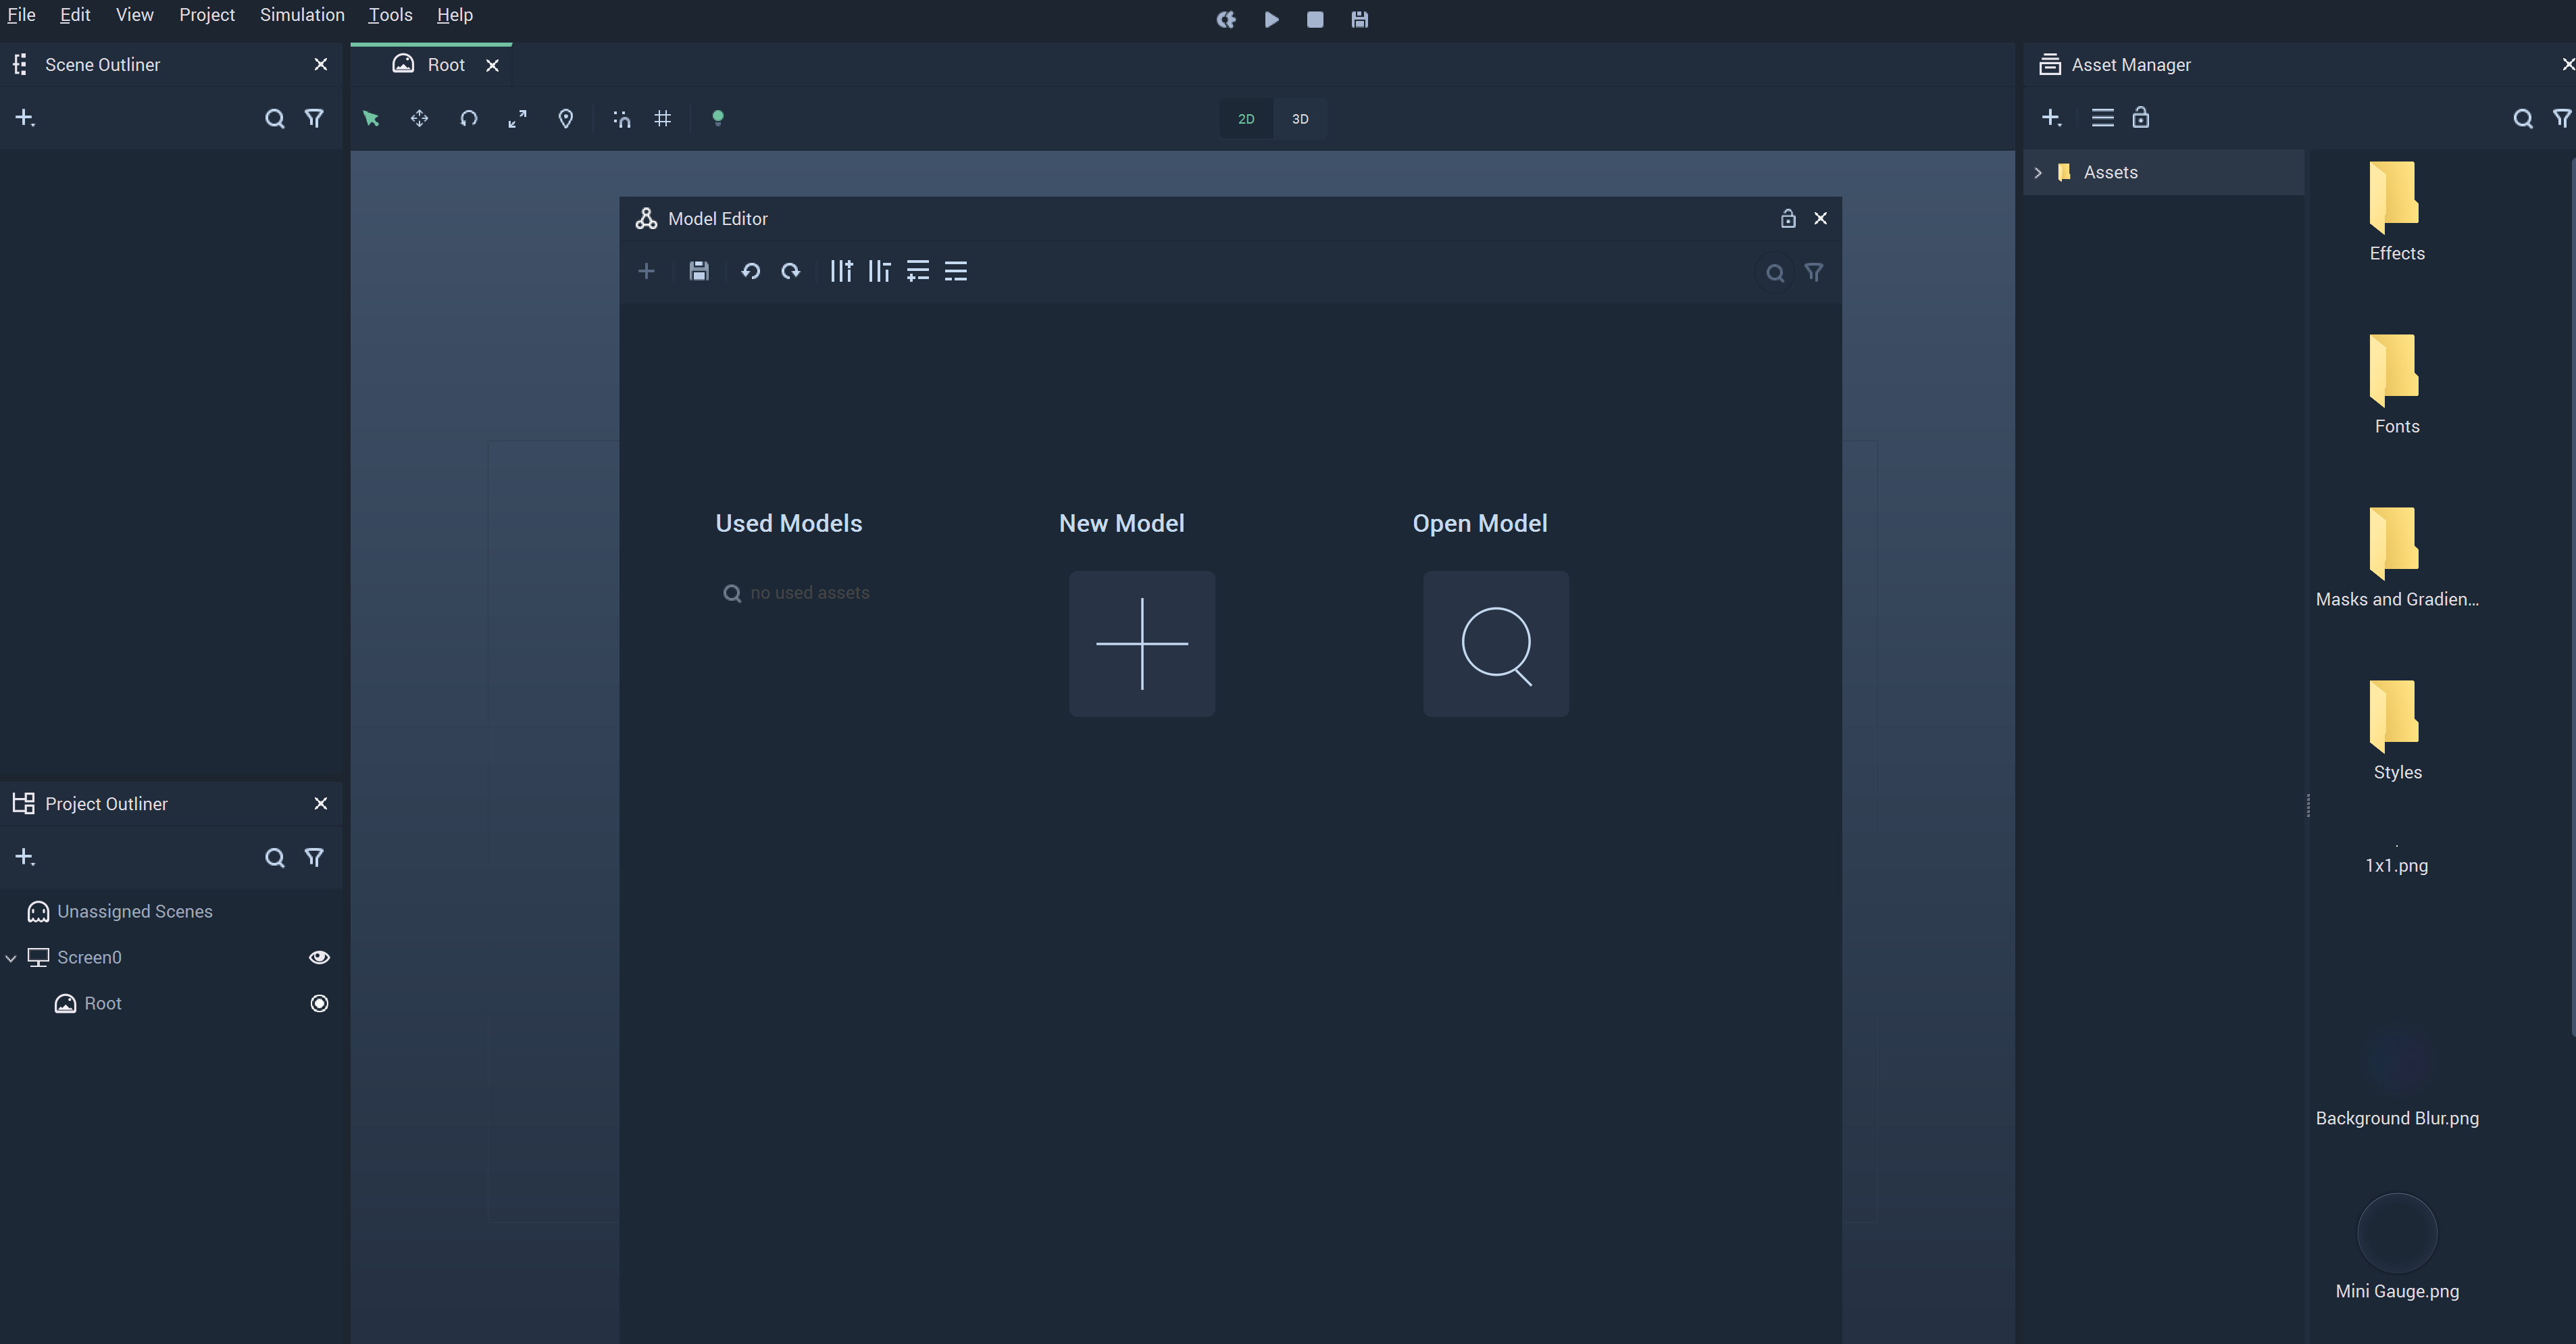 File Edit View Project Simulation Tools Help
Scene Outliner
Root
2D 3D
Model Editor
Used Models
no used assets
New Model
Open Model
Project Outliner
Unassigned Scenes
Screen0
Root
Asset Manager
Assets
Effects
Fonts
Masks and Gradien...
Styles
1x1.png
Background Blur.png
Mini Gauge.png